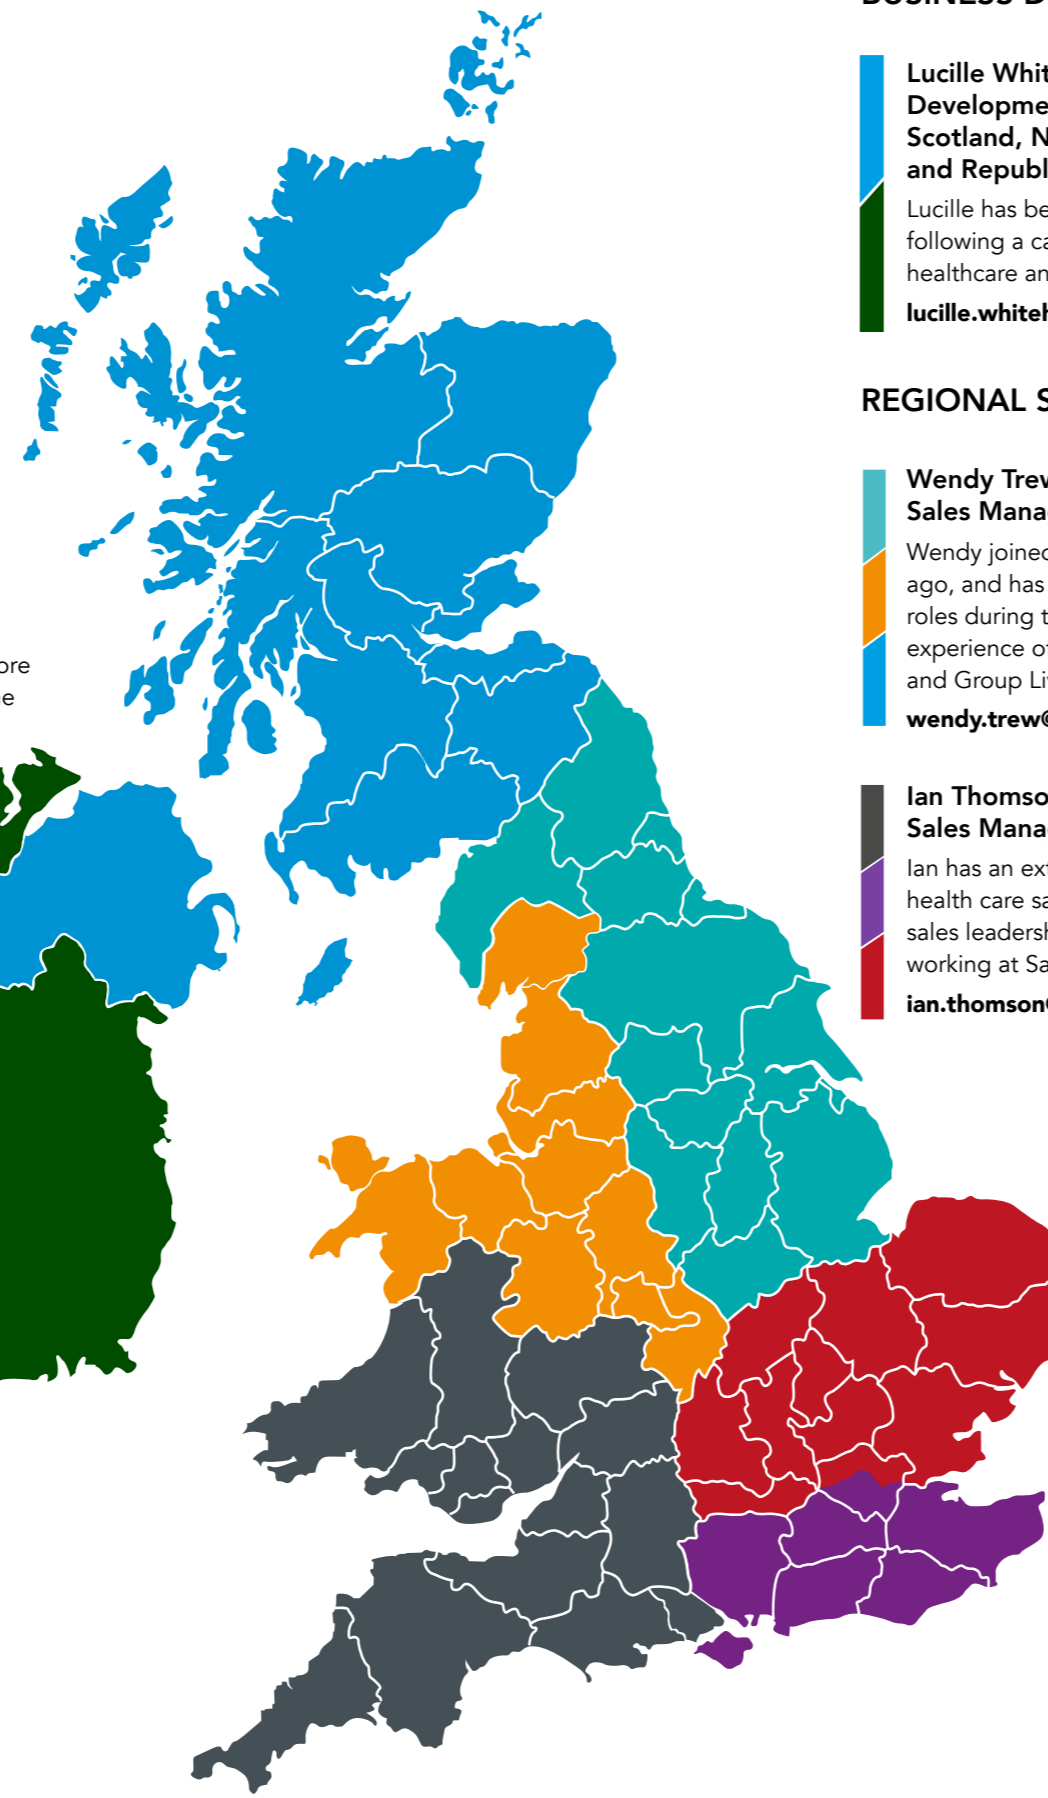 ore
e
BUSINESS D
Lucille Whit
Developme
Scotland, N
and Republ
Lucille has be
following a ca
healthcare an
lucille.whiteh
REGIONAL S
Wendy Trew
Sales Mana
Wendy joined
ago, and has
roles during t
experience of
and Group Li
wendy.trew@
Ian Thomso
Sales Mana
Ian has an ext
health care sa
sales leadersh
working at Sa
ian.thomson@